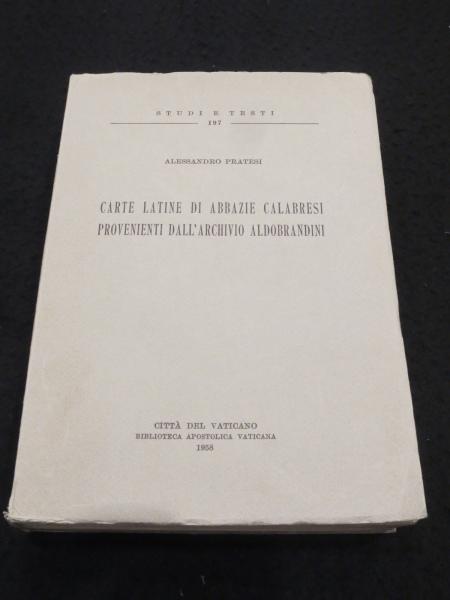 STUDI E TESTI
197
ALESSANDRO PRATESI
CARTE LATINE DI ABBAZIE CALABRESI
PROVENIENTI DALL'ARCHIVIO ALDOBRANDINI
CITTÀ DEL VATICANO
BIBLIOTECA APOSTOLICA VATICANA
1958